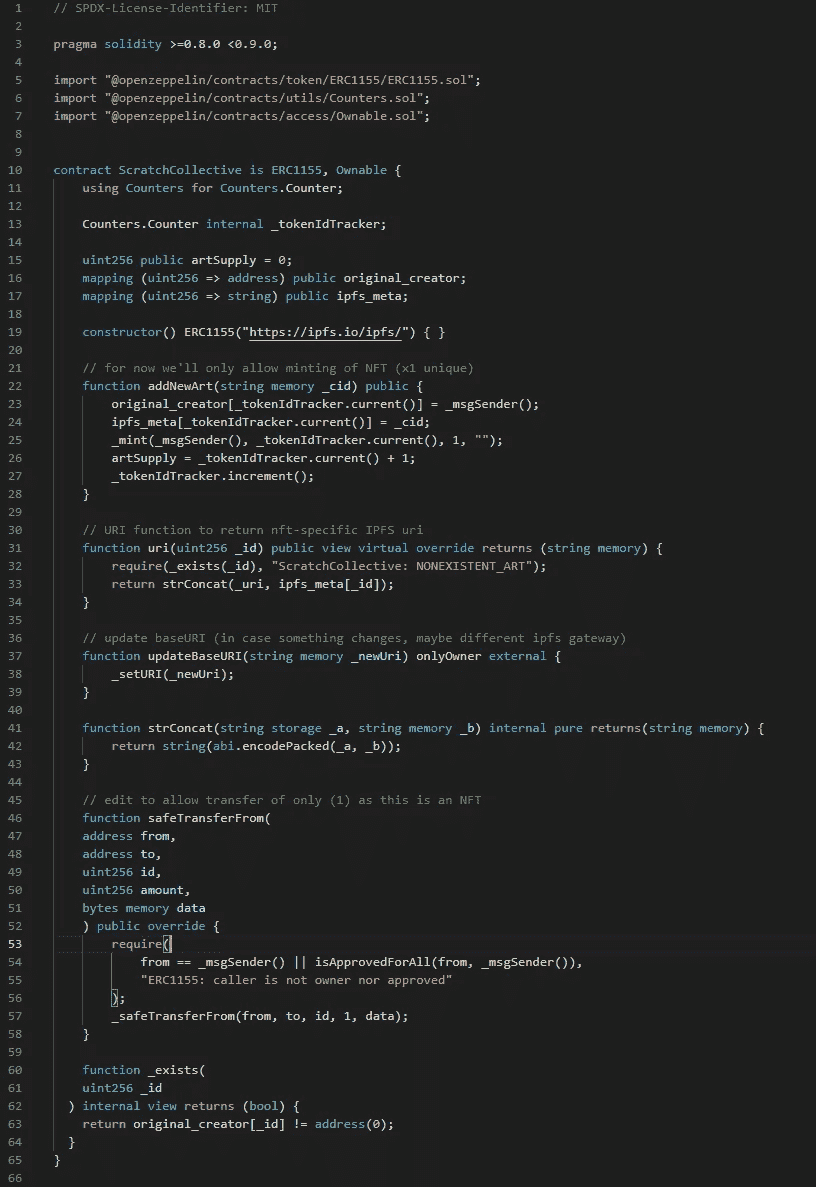 1 // SPDX-License-Identifier: MIT
2
3 pragma solidity >=0.8.0 <0.9.0;
4
5 import "@openzeppelin/contracts/token/ERC1155/ERC1155.sol";
6 import "@openzeppelin/contracts/utils/Counters.sol";
7 import "@openzeppelin/contracts/access/Ownable.sol";
8
9
10 contract ScratchCollective is ERC1155, Ownable {
11     using Counters for Counters.Counter;
12
13     Counters.Counter internal _tokenIdTracker;
14
15     uint256 public artSupply = 0;
16     mapping (uint256 => address) public original_creator;
17     mapping (uint256 => string) public ipfs_meta;
18
19     constructor() ERC1155("https://ipfs.io/ipfs/") { }
20
21     // for now we'll only allow minting of NFT (x1 unique)
22     function addNewArt(string memory _cid) public {
23         original_creator[_tokenIdTracker.current()] = _msgSender();
24         ipfs_meta[_tokenIdTracker.current()] = _cid;
25         _mint(_msgSender(), _tokenIdTracker.current(), 1, "");
26         artSupply = _tokenIdTracker.current() + 1;
27         _tokenIdTracker.increment();
28     }
29
30     // URI function to return nft-specific IPFS uri
31     function uri(uint256 _id) public view virtual override returns (string memory) {
32         require(_exists(_id), "ScratchCollective: NONEXISTENT_ART");
33         return strConcat(_uri, ipfs_meta[_id]);
34     }
35
36     // update baseURI (in case something changes, maybe different ipfs gateway)
37     function updateBaseURI(string memory _newUri) onlyOwner external {
38         _setURI(_newUri);
39     }
40
41     function strConcat(string storage _a, string memory _b) internal pure returns(string memory) {
42         return string(abi.encodePacked(_a, _b));
43     }
44
45     // edit to allow transfer of only (1) as this is an NFT
46     function safeTransferFrom(
47     address from,
48     address to,
49     uint256 id,
50     uint256 amount,
51     bytes memory data
52     ) public override {
53         require(
54             from == _msgSender() || isApprovedForAll(from, _msgSender()),
55             "ERC1155: caller is not owner nor approved"
56         );
57         _safeTransferFrom(from, to, id, 1, data);
58     }
59
60     function _exists(
61     uint256 _id
62   ) internal view returns (bool) {
63     return original_creator[_id] != address(0);
64   }
65 }
66